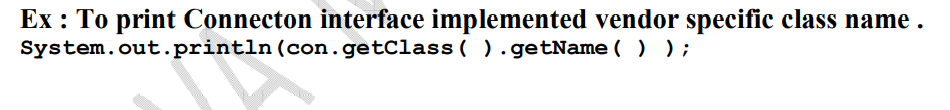 Ex : To print Connecton interface implemented vendor specific class name .
System.out.println(con.getClass( ).getName( ) );